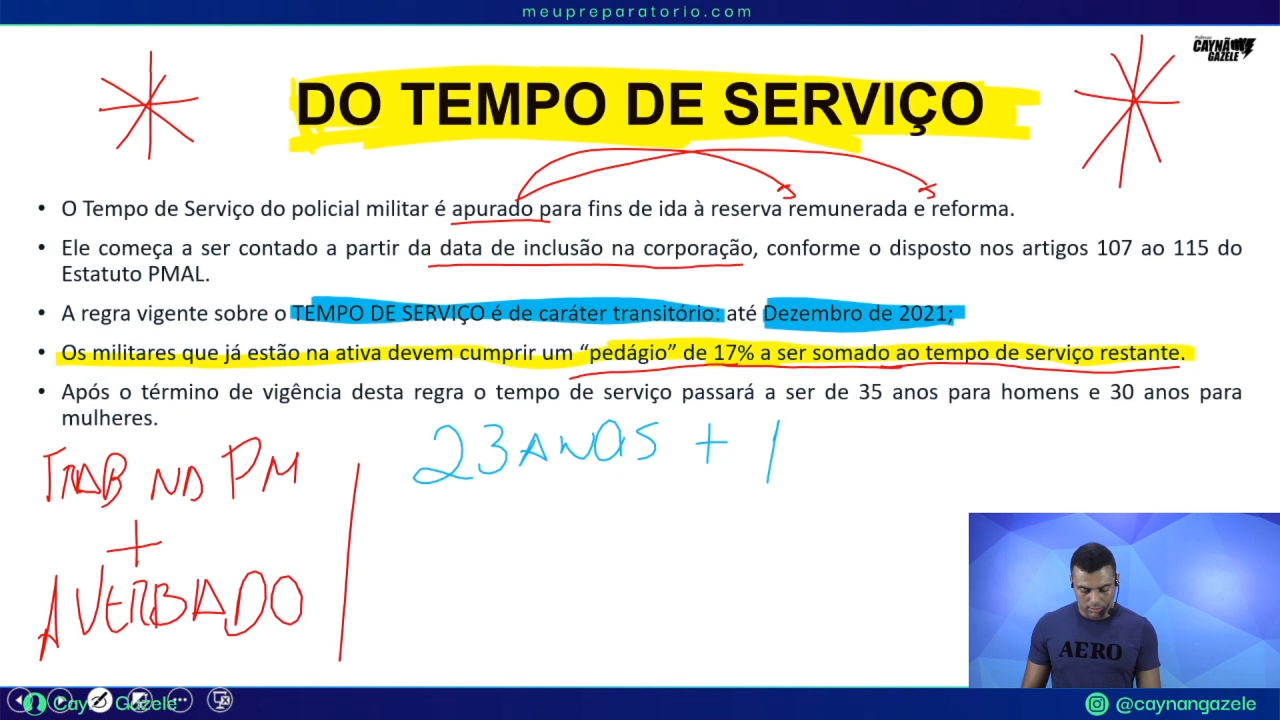 meupreparatorio.com
Professor
CAYNÃ
GAZELE
DO TEMPO DE SERVIÇO
• O Tempo de Serviço do policial militar é apurado para fins de ida à reserva remunerada e reforma.
• Ele começa a ser contado a partir da data de inclusão na corporação, conforme o disposto nos artigos 107 ao 115 do
Estatuto PMAL.
• A regra vigente sobre o TEMPO DE SERVIÇO é de caráter transitório: até Dezembro de 2021;
• Os militares que já estão na ativa devem cumprir um “pedágio” de 17% a ser somado ao tempo de serviço restante.
• Após o término de vigência desta regra o tempo de serviço passará a ser de 35 anos para homens e 30 anos para
mulheres.
23 ANOS + 1
TRAB NA PM
+
AVERBADO
AERO
Gazele
@caynangazele